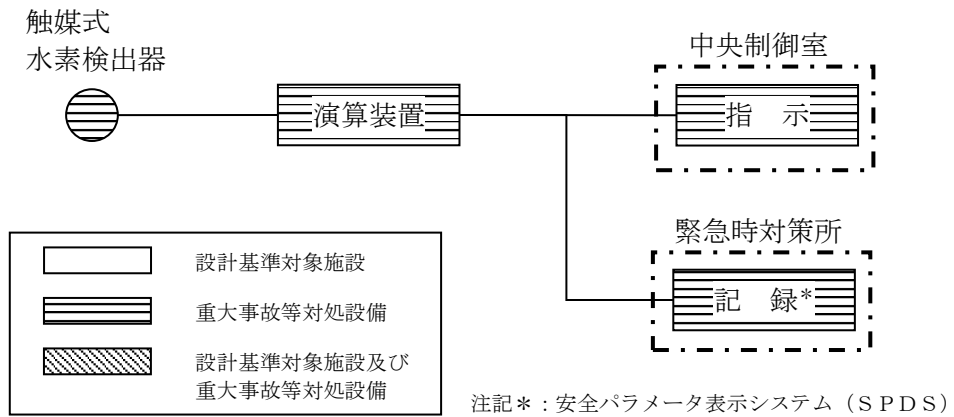 触媒式
水素検出器
中央制御室
演算装置
指　示
緊急時対策所
記　録*
設計基準対象施設
重大事故等対処設備
設計基準対象施設及び
重大事故等対処設備
注記＊：安全パラメータ表示システム（ＳＰＤＳ）